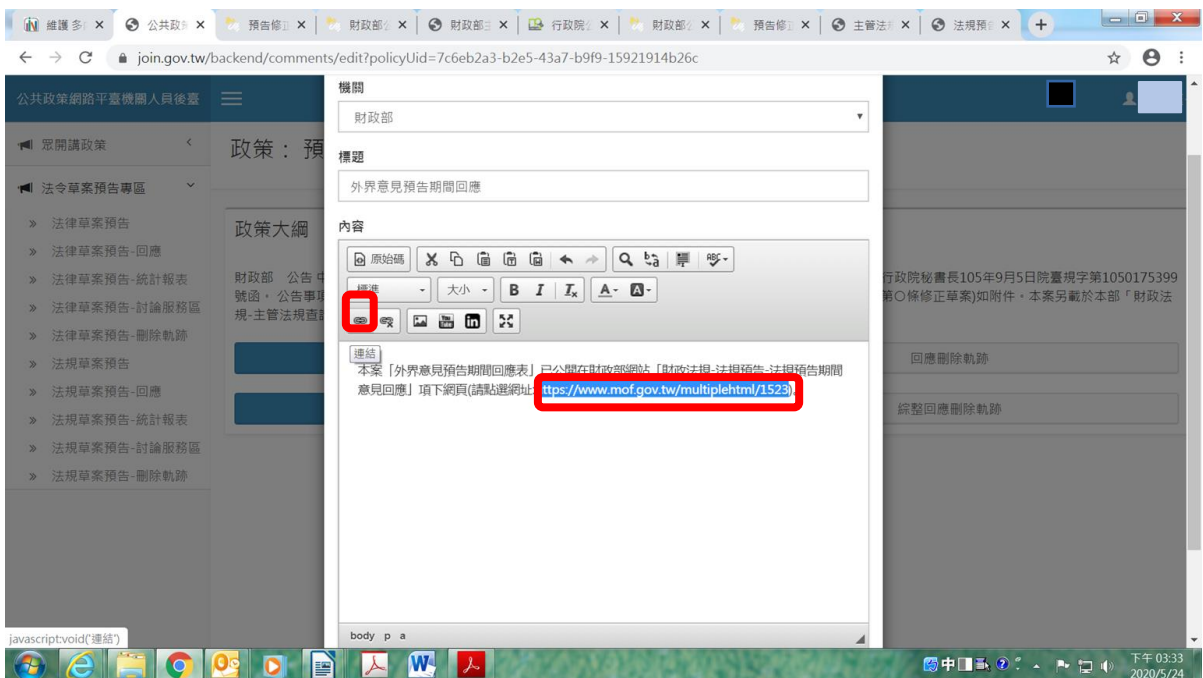 維護 多
公共政
預告修
財政部
財政部
行政院
財政部
預告修
主管法
法規預
join.gov.tw/backend/comments/edit?policyUid=7c6eb2a3-b2e5-43a7-b9f9-15921914b26c
公共政策網路平臺機關人員後臺
眾開講政策
法令草案預告專區
法律草案預告
法律草案預告-回應
法律草案預告-統計報表
法律草案預告-討論服務區
法律草案預告-刪除軌跡
法規草案預告
法規草案預告-回應
法規草案預告-統計報表
法規草案預告-討論服務區
法規草案預告-刪除軌跡
政策： 預
政策大綱
財政部 公告 中
號函， 公告事項
規-主管法規查
機關
財政部
標題
外界意見預告期間回應
內容
原始碼
標準
大小
B I Ix A A
連結
本案「外界意見預告期間回應表」已公開在財政部網站「財政法規-法規預告-法規預告期間
意見回應」項下網頁(請點選網址:https://www.mof.gov.tw/multiplehtml/1523)。
body p a
行政院秘書長105年9月5日院臺規字第1050175399
第〇條修正草案)如附件。本案另載於本部「財政法
回應刪除軌跡
綜整回應刪除軌跡
javascript:void('連結')
中
下午 03:33
2020/5/24